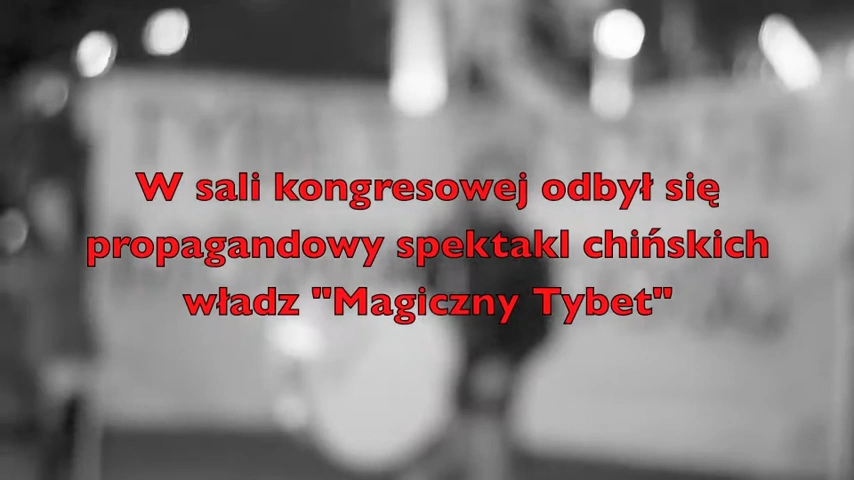 W sali kongresowej odbył się
propagandowy spektakl chińskich
władz "Magiczny Tybet"